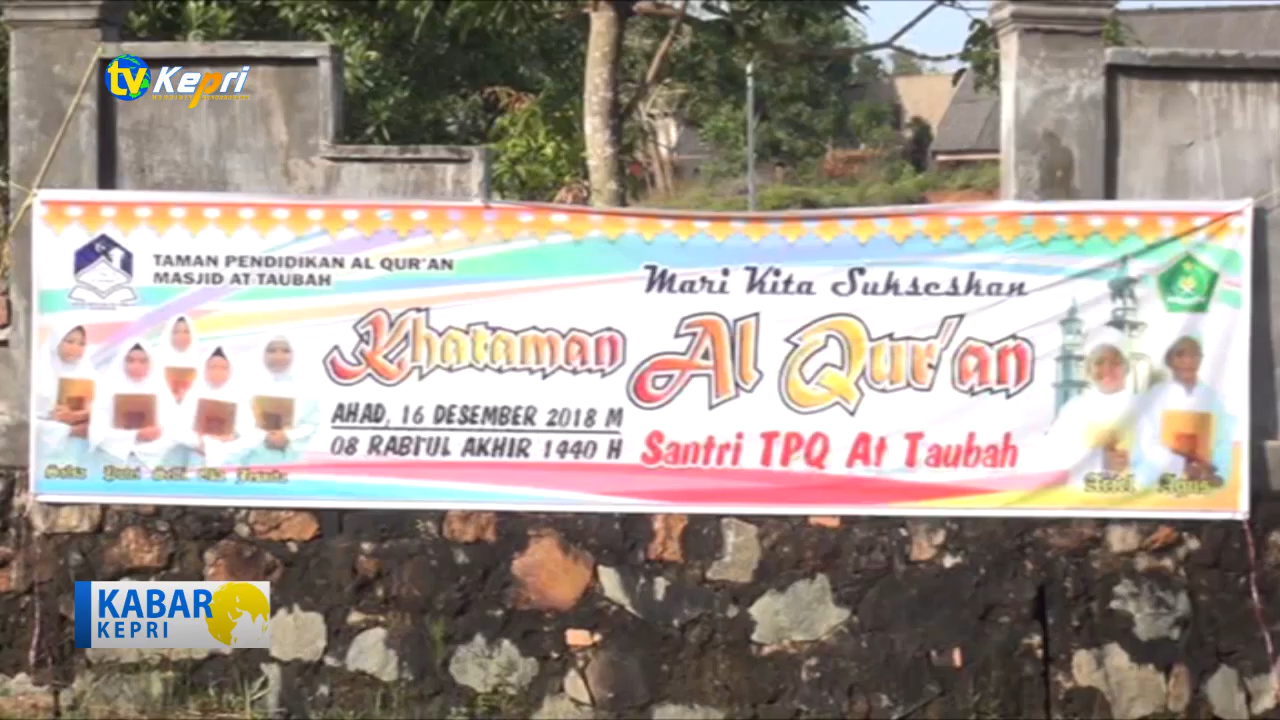 tv Kepri
TAMAN PENDIDIKAN AL QUR'AN
MASJID AT TAUBAH
Mari Kita Sukseskan
Khataman Al Qur'an
AHAD, 16 DESEMBER 2018 M
08 RABI'UL AKHIR 1440 H
Santri TPQ At Taubah
KABAR
KEPRI